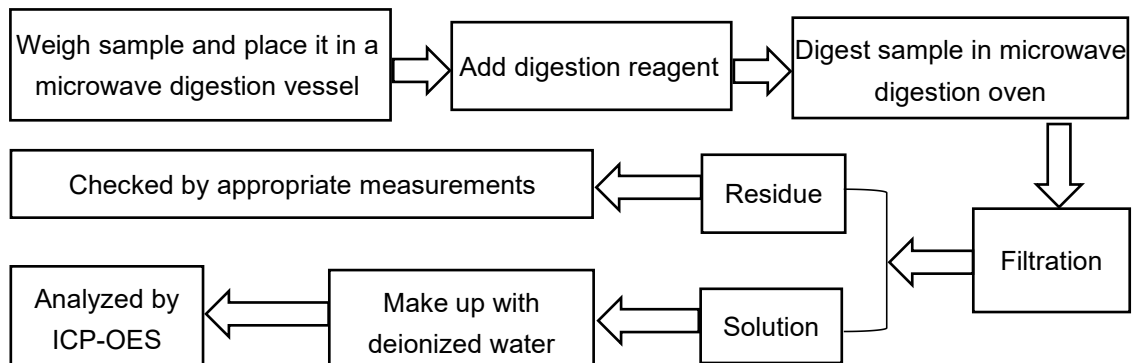 Weigh sample and place it in a
microwave digestion vessel
Add digestion reagent
Digest sample in microwave
digestion oven
Filtration
Residue
Checked by appropriate measurements
Solution
Make up with
deionized water
Analyzed by
ICP-OES